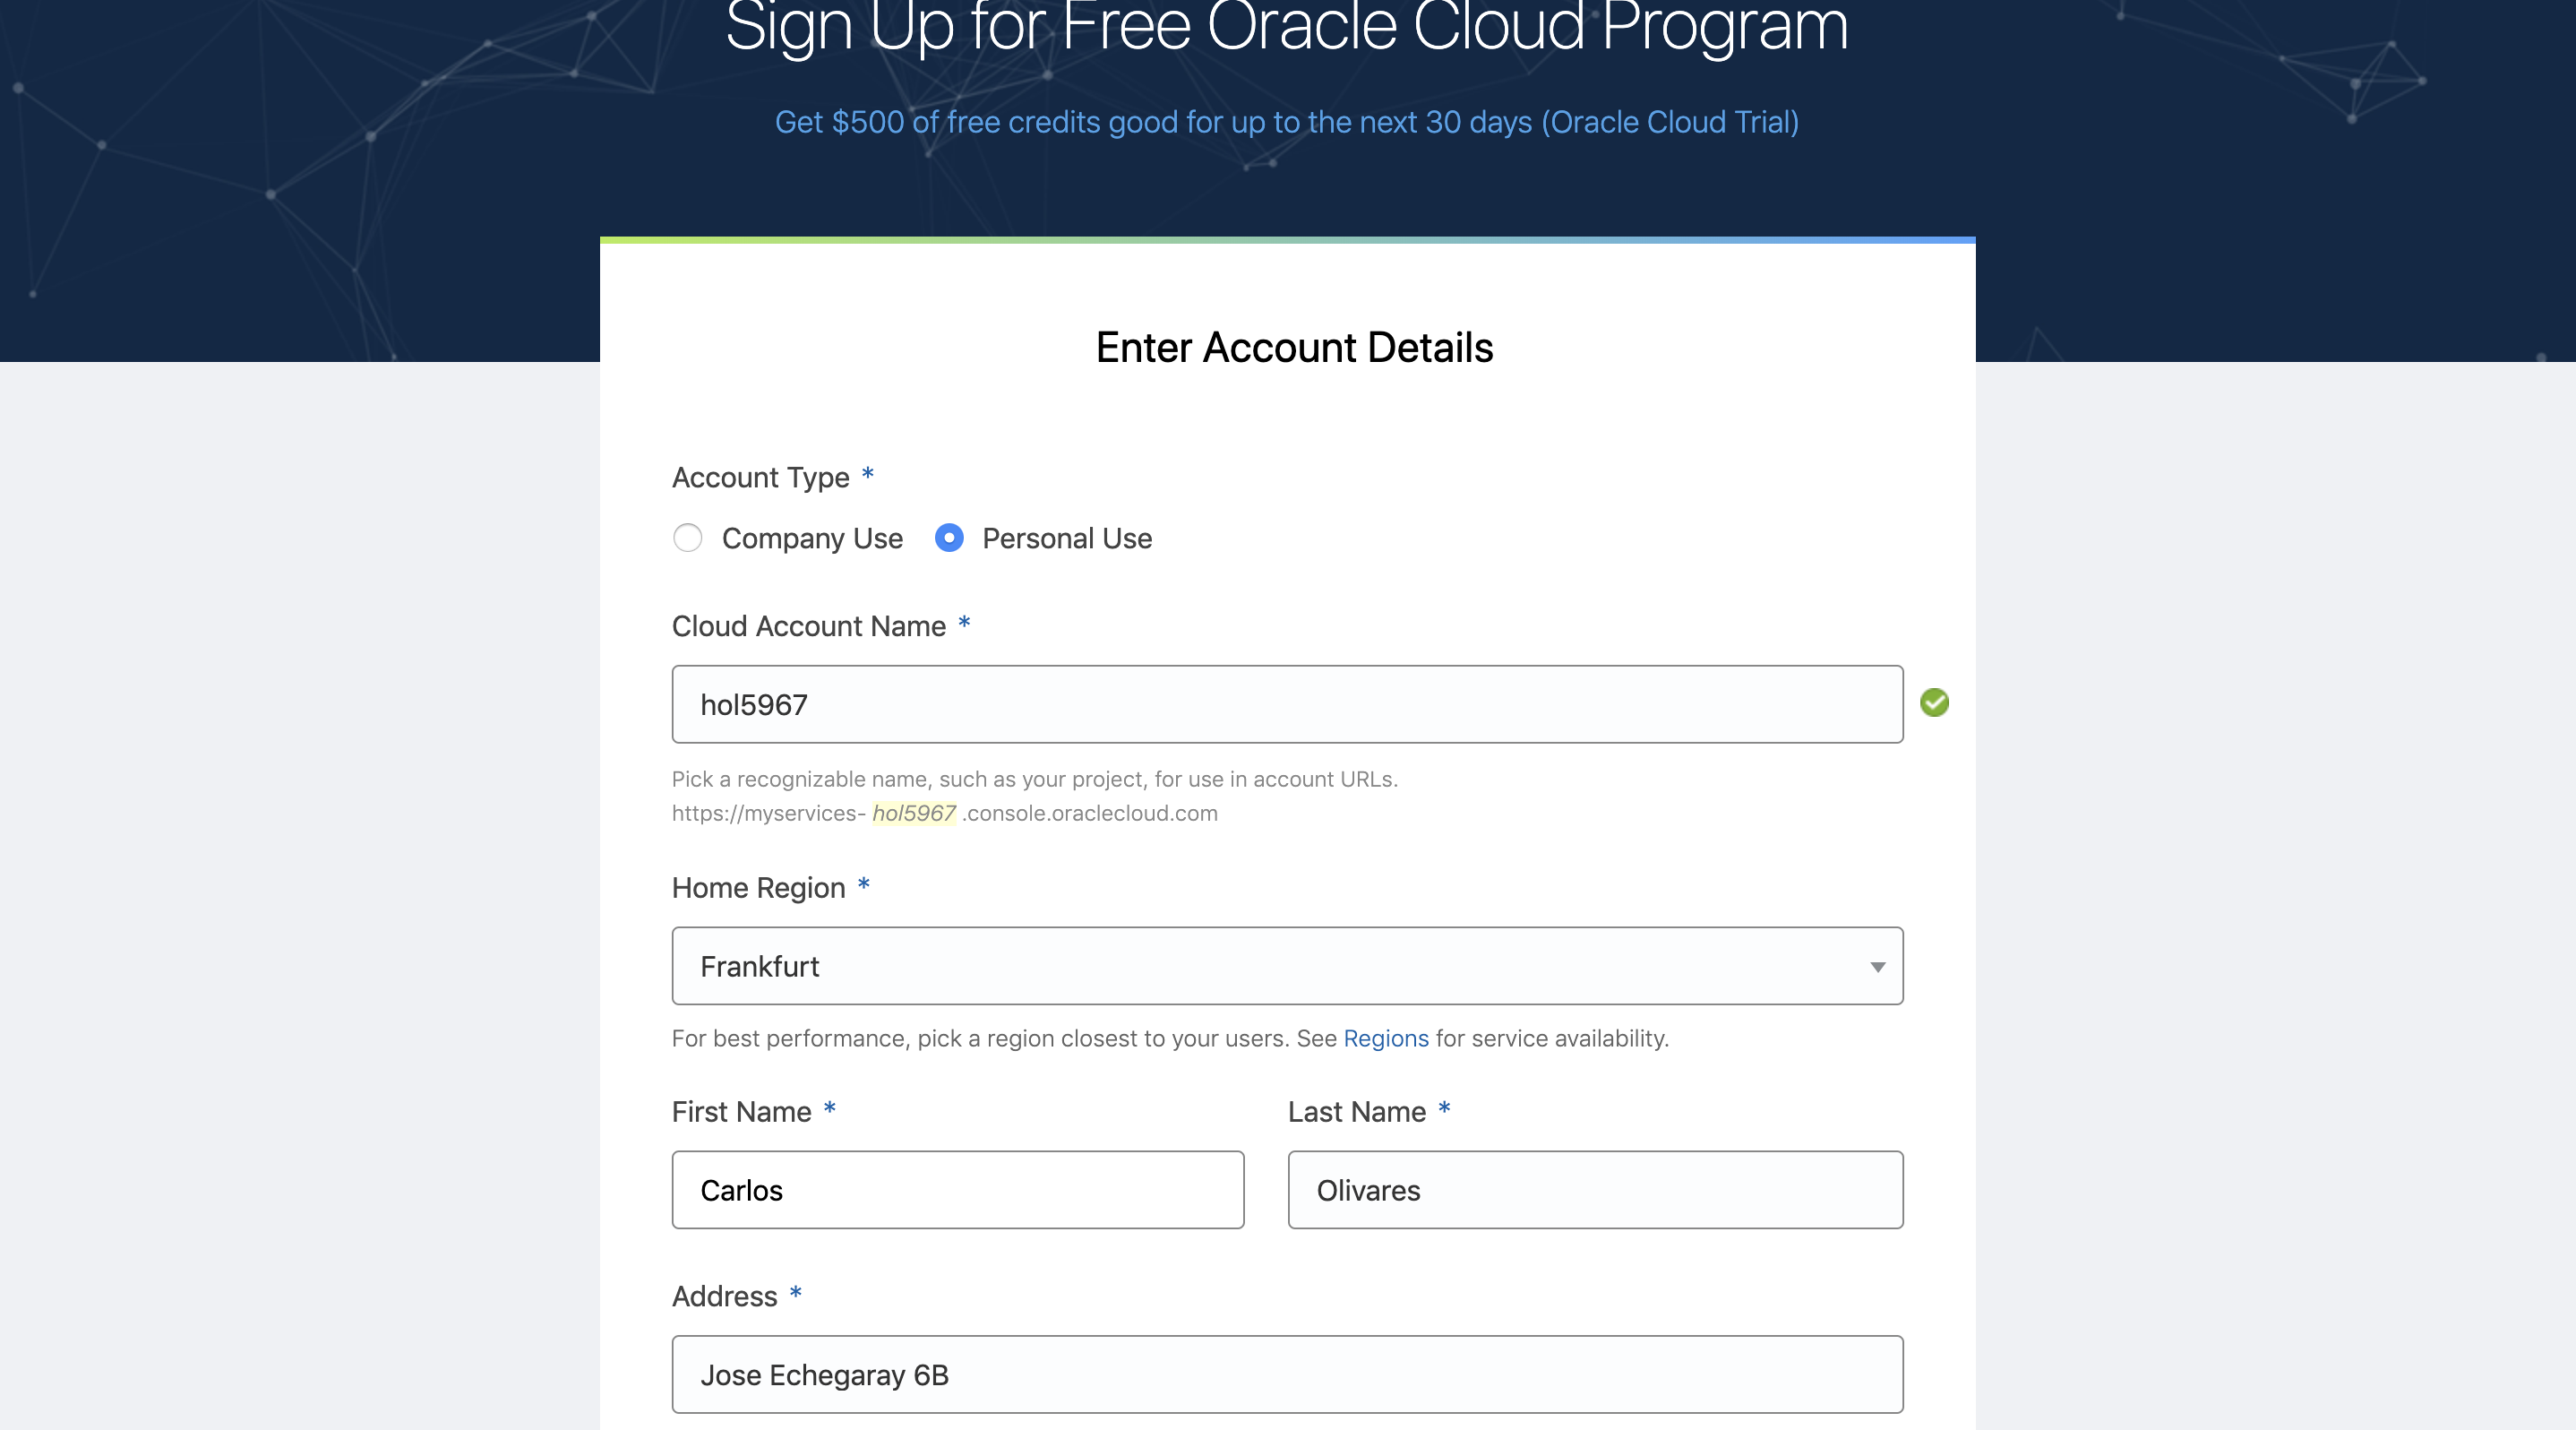 Sign Up for Free Oracle Cloud Program
Get $500 of free credits good for up to the next 30 days (Oracle Cloud Trial)
Enter Account Details
Account Type *
Company Use Personal Use
Cloud Account Name *
hol5967
Pick a recognizable name, such as your project, for use in account URLs.
https://myservices- hol5967 .console.oraclecloud.com
Home Region *
Frankfurt
For best performance, pick a region closest to your users. See Regions for service availability.
First Name * Last Name *
Carlos Olivares
Address *
Jose Echegaray 6B